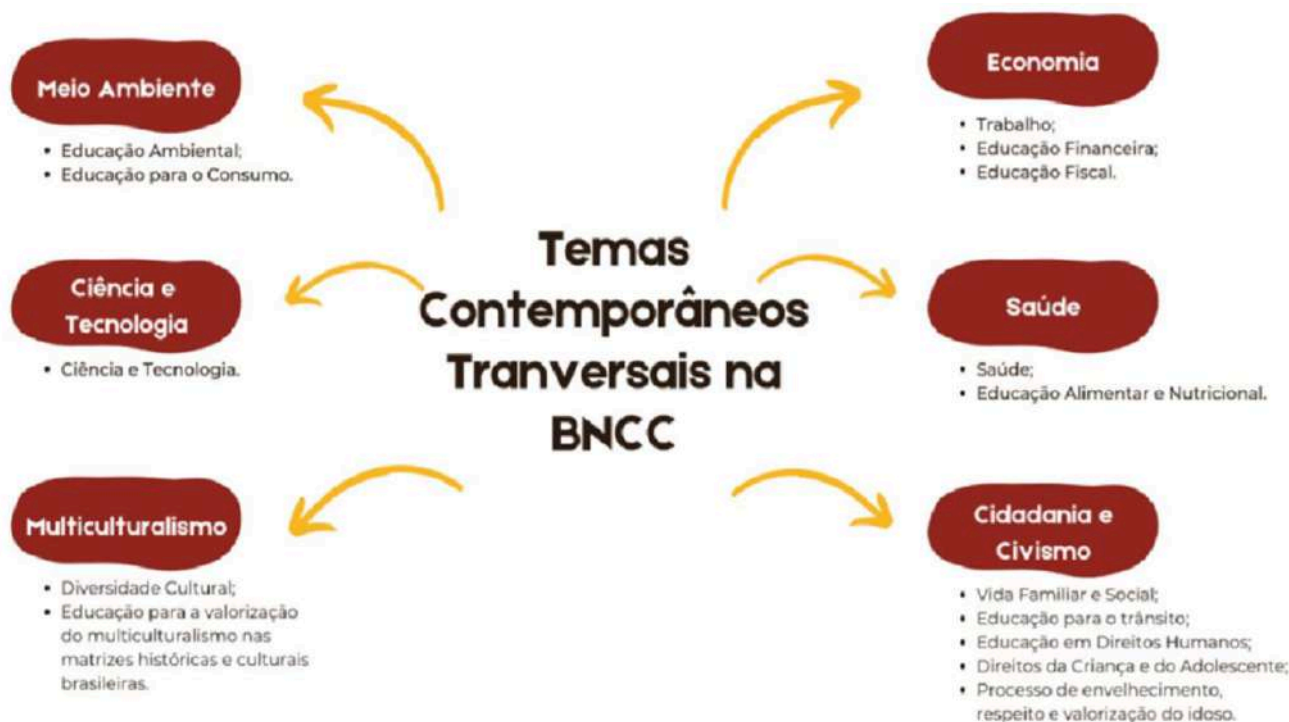 Meio Ambiente
• Educação Ambiental;
• Educação para o Consumo.
Ciência e
Tecnologia
• Ciência e Tecnologia.
Multiculturalismo
• Diversidade Cultural;
• Educação para a valorização
do multiculturalismo nas
matrizes históricas e culturais
brasileiras.
Temas
Contemporâneos
Tranversais na
BNCC
Economia
• Trabalho;
• Educação Financeira;
• Educação Fiscal.
Saúde
• Saúde;
• Educação Alimentar e Nutricional.
Cidadania e
Civismo
• Vida Familiar e Social;
• Educação para o trânsito;
• Educação em Direitos Humanos;
• Direitos da Criança e do Adolescente;
• Processo de envelhecimento,
respeito e valorização do idoso.